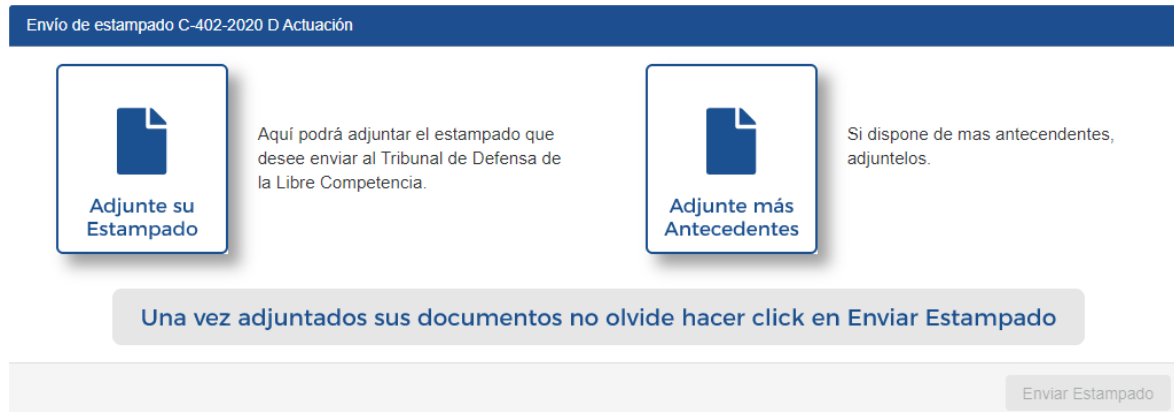 Envío de estampado C-402-2020 D Actuación
Adjunte su
Estampado
Aquí podrá adjuntar el estampado que
desee enviar al Tribunal de Defensa de
la Libre Competencia.
Adjunte más
Antecedentes
Si dispone de mas antecendentes,
adjuntelos.
Una vez adjuntados sus documentos no olvide hacer click en Enviar Estampado
Enviar Estampado